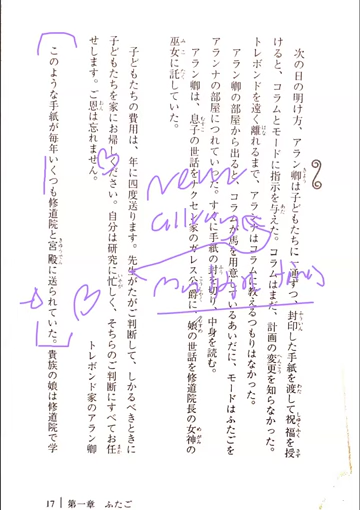 次の日の明け方、アラン卿は子どもたちに一通ずつ、封印した手紙を渡して祝福を授
けると、コラムとモードに指示を与えた。コラムはまだ、計画の変更を知らなかった。
トレボンドを遠く離れるまで、アランナはコラムに教えるつもりはなかった。
アラン卿の部屋から出ると、コラムが馬を用意しているあいだに、モードはふたごを
アランナの部屋につれていった。すぐに手紙の封を切り、中身を読む。
アラン卿は、息子の世話をナクセン家のガレス公爵に、娘の世話を修道院長の女神の
巫女に託していた。
子どもたちの費用は、年に四度送ります。先生がたがご判断して、しかるべきときに
子どもたちを家にお帰しください。自分は研究に忙しく、そちらのご判断にすべてお任
せします。ご恩は忘れません。
トレボンド家のアラン卿
このような手紙が毎年いくつも修道院と宮殿に送られていた。貴族の娘は修道院で学
17 第一章 ふたご